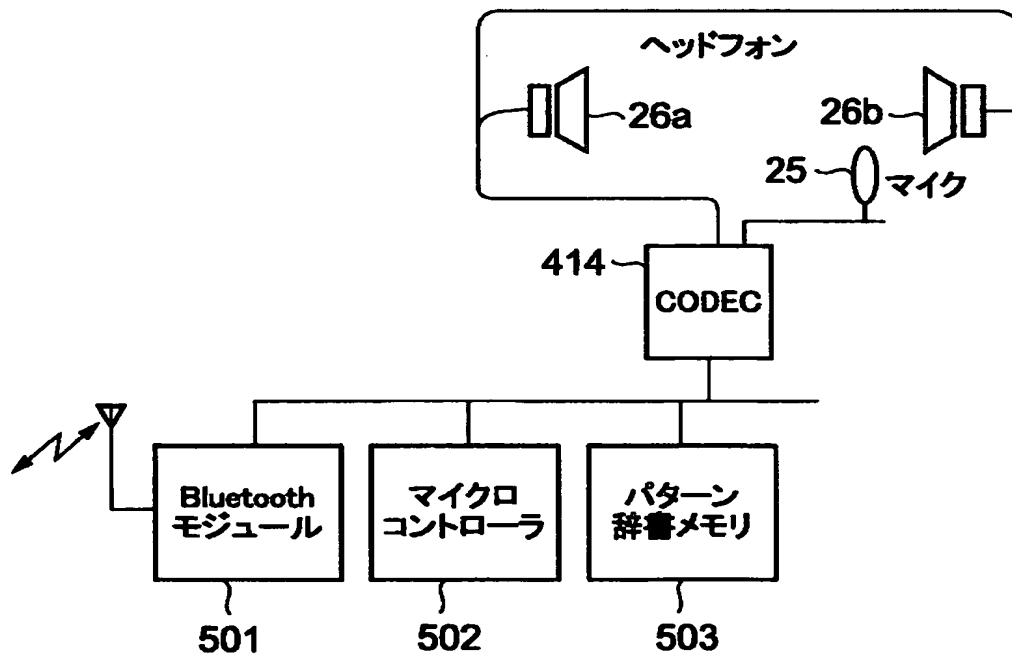 ヘッドフォン
26a
26b
25
マイク
414
CODEC
Bluetooth
モジュール
マイクロ
コントローラ
パターン
辞書メモリ
501
502
503